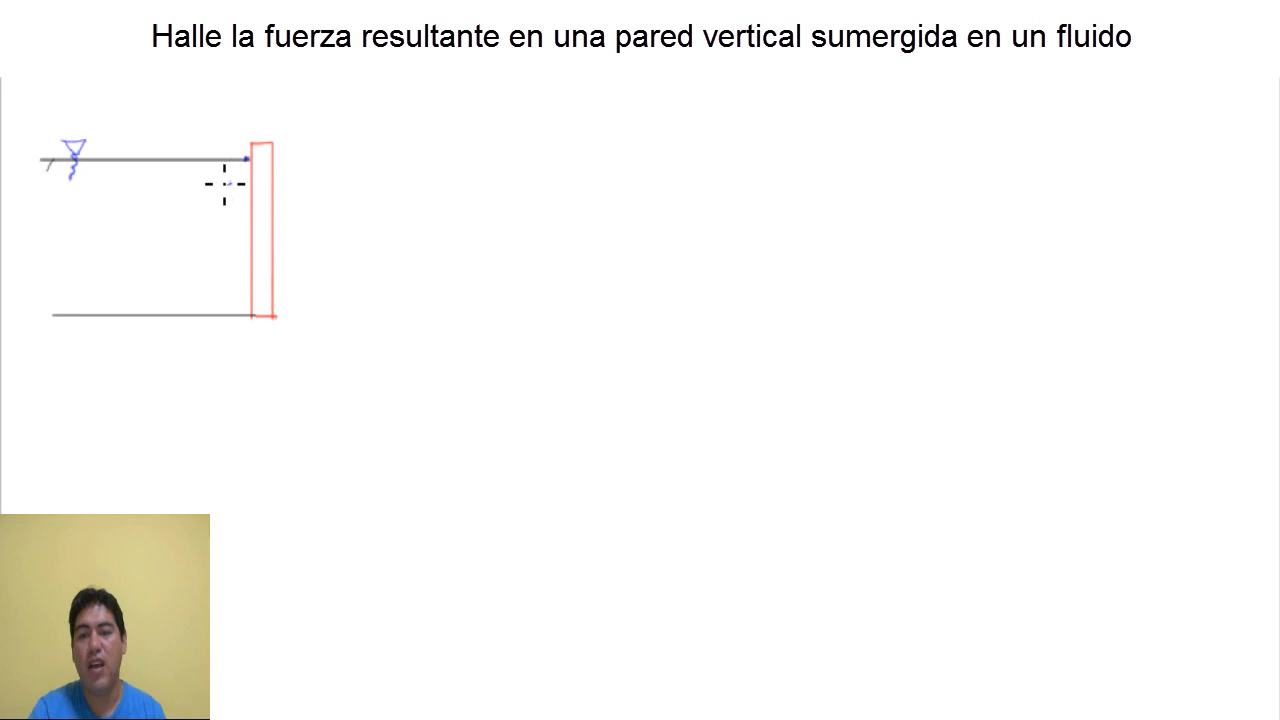 Halle la fuerza resultante en una pared vertical sumergida en un fluido